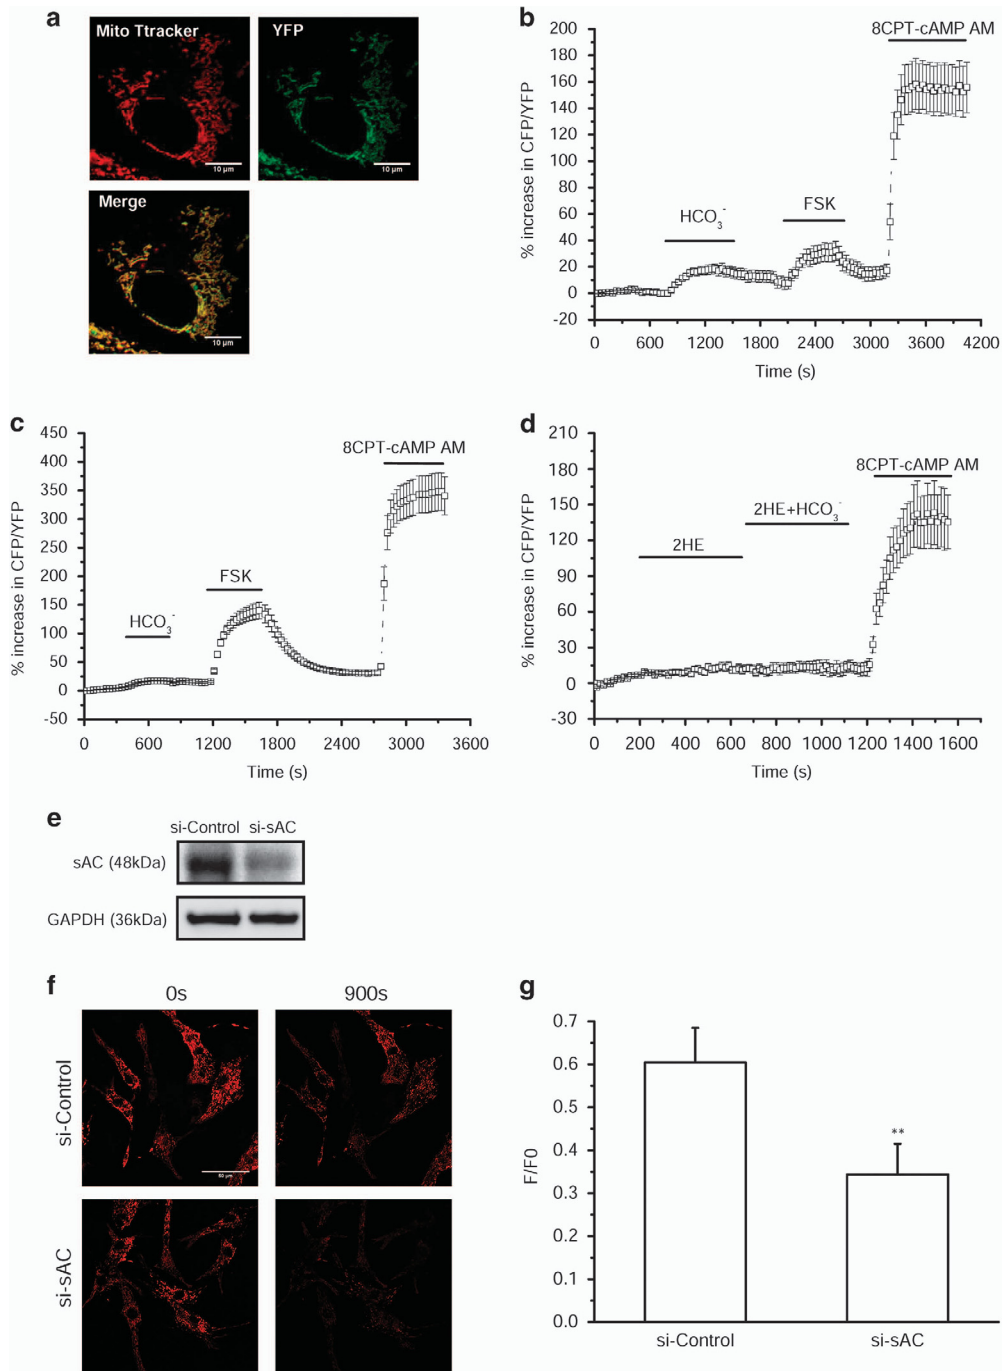 a
Mito Ttracker
YFP
10 µm
10 µm
Merge
10 µm
b
8CPT-cAMP AM
HCO3-
FSK
% increase in CFP/YFP
200
180
160
140
120
100
80
60
40
20
0
-20
0 600 1200 1800 2400 3000 3600 4200
Time (s)
c
8CPT-cAMP AM
FSK
HCO3-
% increase in CFP/YFP
450
400
350
300
250
200
150
100
50
0
-50
0 600 1200 1800 2400 3000 3600
Time (s)
d
8CPT-cAMP AM
2HE+HCO3-
2HE
% increase in CFP/YFP
210
180
150
120
90
60
30
0
-30
0 200 400 600 800 1000 1200 1400 1600
Time (s)
e
si-Control si-sAC
sAC (48kDa)
GAPDH (36kDa)
f
0s 900s
si-Control
si-sAC
g
F/F0
0.7
0.6
0.5
0.4
0.3
0.2
0.1
0.0
**
si-Control si-sAC